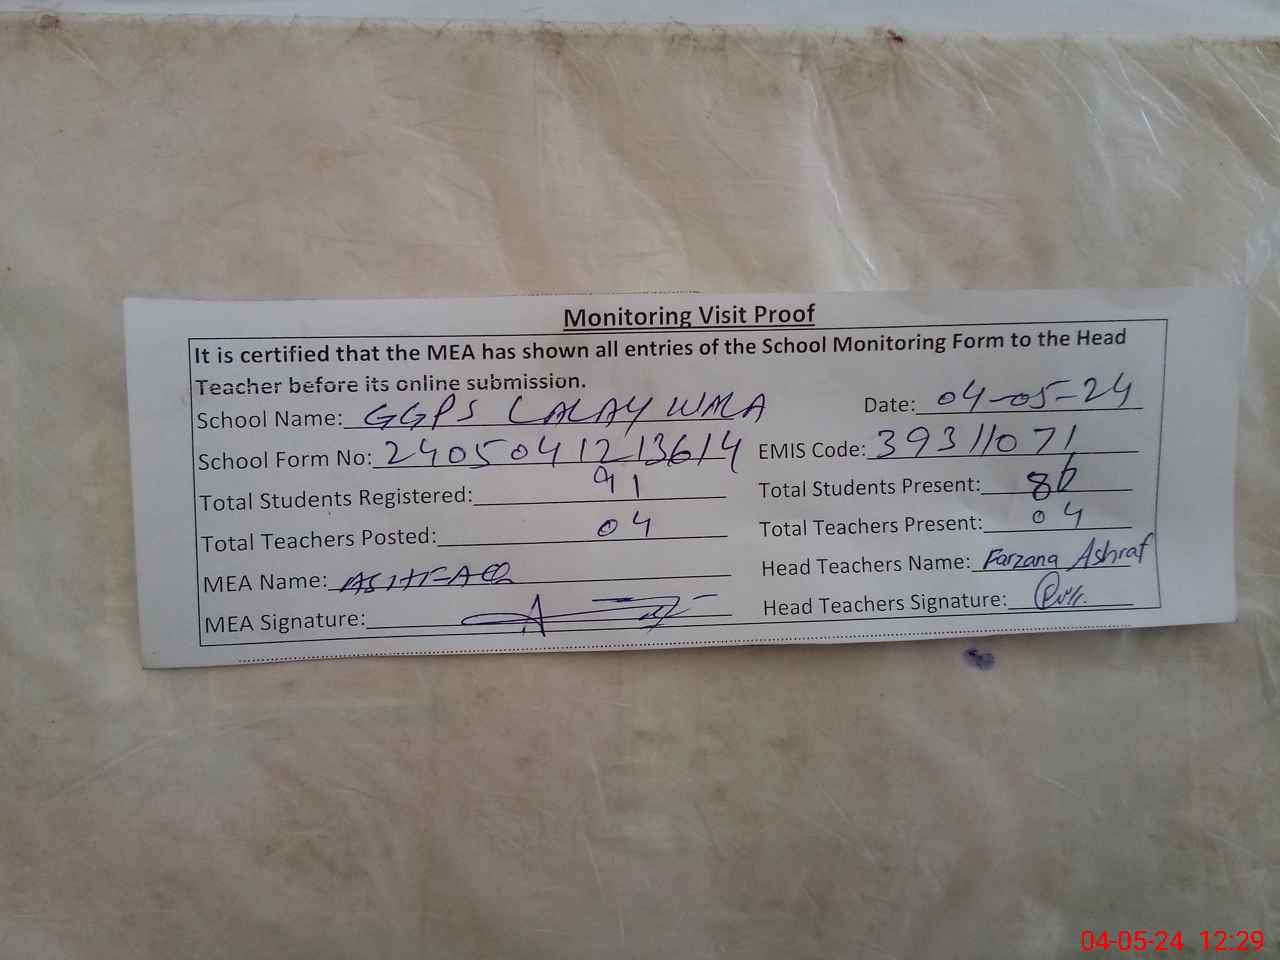 Monitoring Visit Proof
It is certified that the MEA has shown all entries of the School Monitoring Form to the Head
Teacher before its online submission.
School Name: GGPS LALAY WALA Date: 04-05-24
School Form No: 2405041213614 EMIS Code: 39311071
Total Students Registered: 91 Total Students Present: 86
Total Teachers Posted: 04 Total Teachers Present: 04
MEA Name: ASHFAQ Head Teachers Name: Farzana Ashraf
MEA Signature: Head Teachers Signature:
04-05-24 12:29